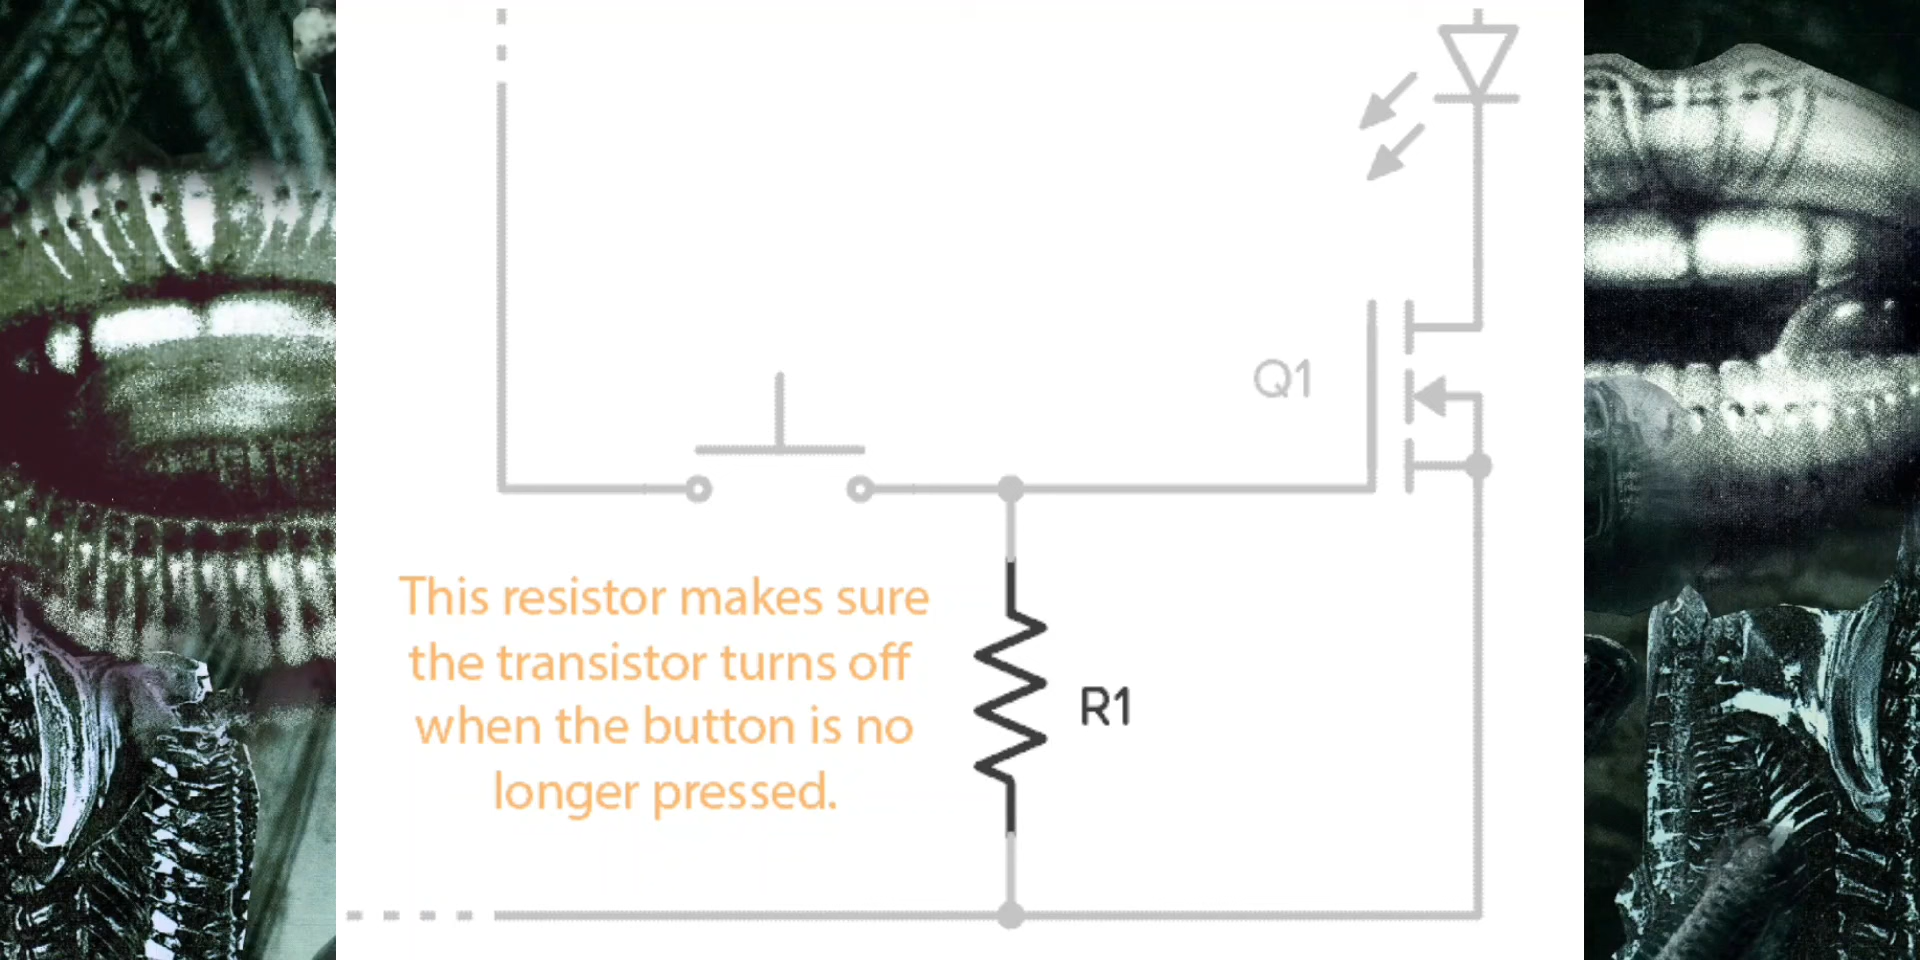 Q1
This resistor makes sure
the transistor turns off
when the button is no
longer pressed.
R1